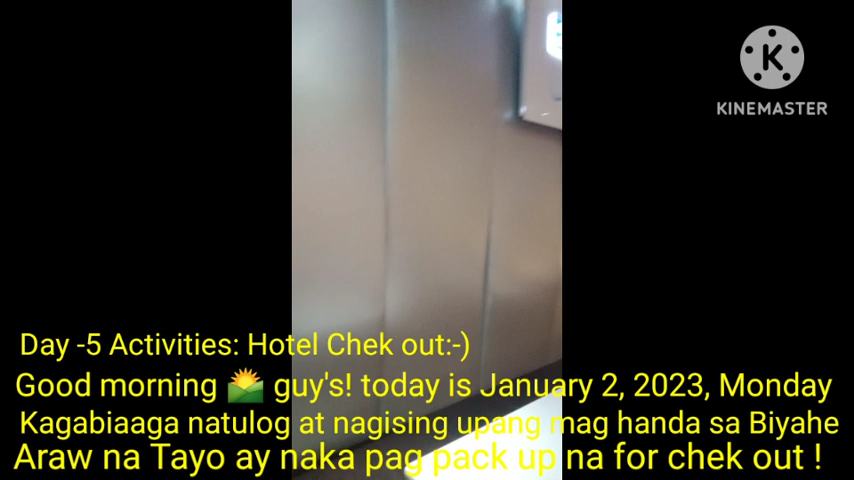 KINEMASTER
Day -5 Activities: Hotel Chek out:-)
Good morning 🌄 guy's! today is January 2, 2023, Monday
Kagabiaaga natulog at nagising upang mag handa sa Biyahe
Araw na Tayo ay naka pag pack up na for chek out !